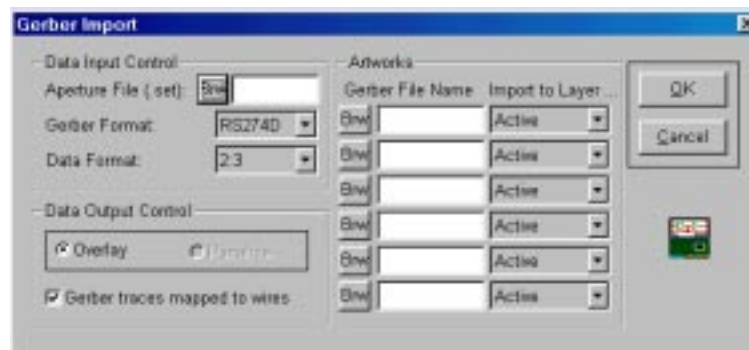 Gerber Import
Data Input Control
Aperture File (.set): Brw
Gerber Format: RS274D
Data Format: 2:3
Data Output Control
Overlay
Gerber traces mapped to wires
Artworks
Gerber File Name Import to Layer ...
Brw Active
Brw Active
Brw Active
Brw Active
Brw Active
Brw Active
OK
Cancel